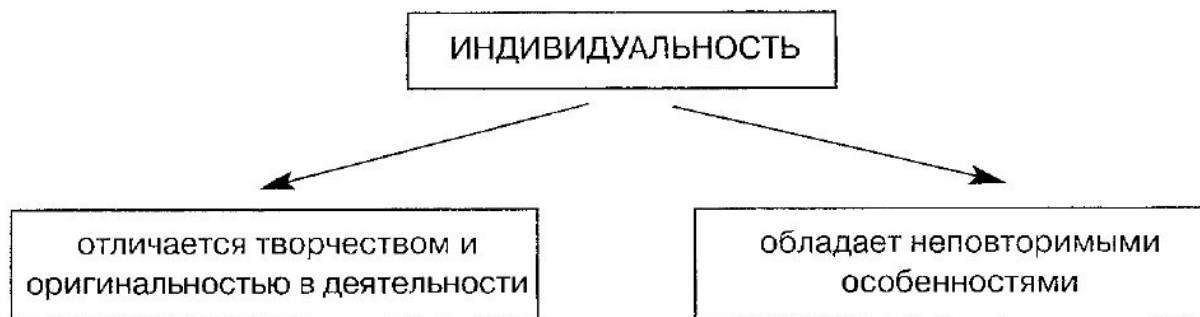 ИНДИВИДУАЛЬНОСТЬ
отличается творчеством и
оригинальностью в деятельности
обладает неповторимыми
особенностями